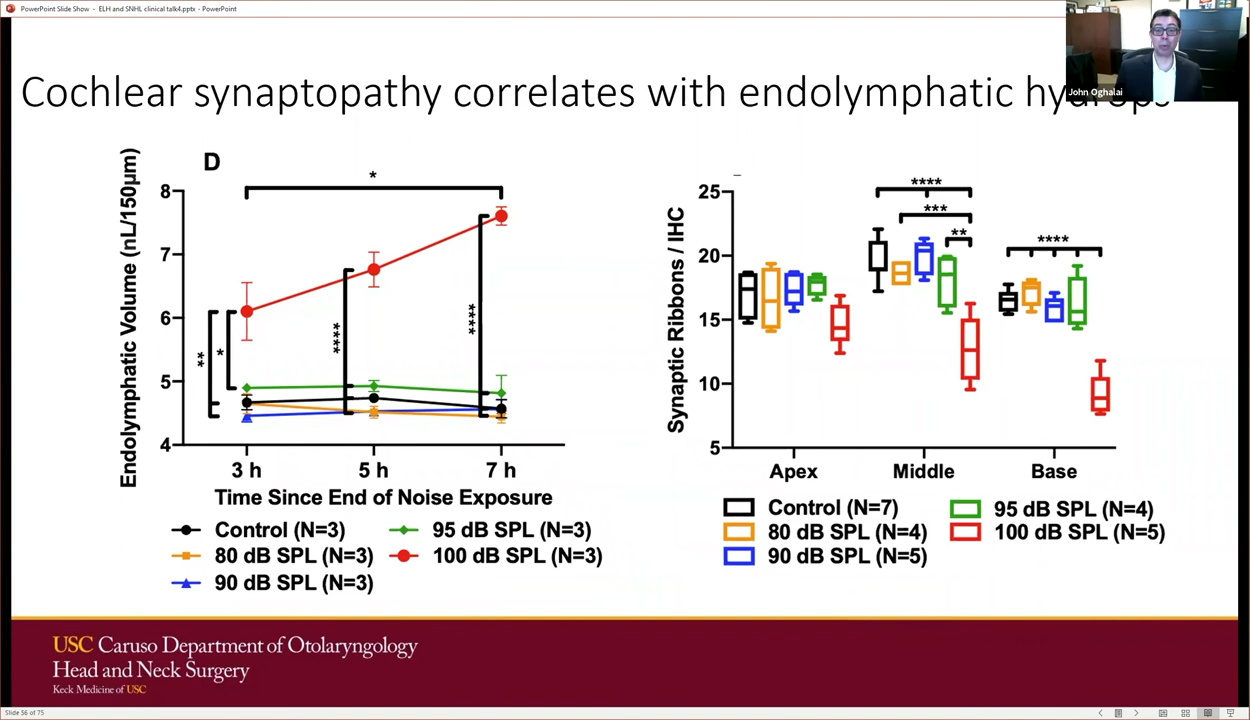 PowerPoint Slide Show - ELH and SNHL clinical talk4.pptx - PowerPoint
John Oghalai
Cochlear synaptopathy correlates with endolymphatic hydrops
D
Endolymphatic Volume (nL/150µm)
8
7
6
5
4
*
**
*
****
****
3 h
5 h
7 h
Time Since End of Noise Exposure
Control (N=3)
80 dB SPL (N=3)
90 dB SPL (N=3)
95 dB SPL (N=3)
100 dB SPL (N=3)
Synaptic Ribbons / IHC
25
20
15
10
5
****
***
**
****
Apex
Middle
Base
Control (N=7)
80 dB SPL (N=4)
90 dB SPL (N=5)
95 dB SPL (N=4)
100 dB SPL (N=5)
USC Caruso Department of Otolaryngology
Head and Neck Surgery
Keck Medicine of USC
Slide 56 of 75